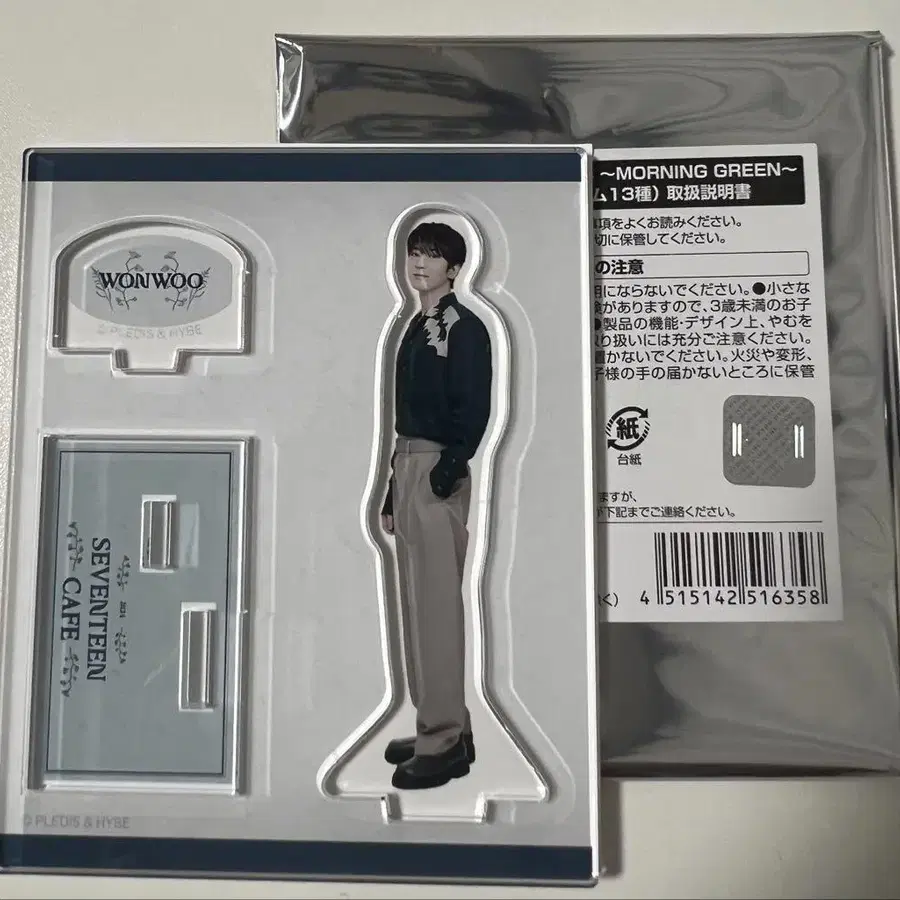 WONWOO
© PLEDIS & HYBE
2024
SEVENTEEN
CAFE
© PLEDIS & HYBE
～MORNING GREEN～
ム13種）取扱説明書
事項をよくお読みください。
切に保管してください。
の注意
用にならないでください。●小さな
険がありますので、3歳未満のお子
●製品の機能・デザイン上、やむを
取り扱いには充分ご注意ください。
置かないでください。火災や変形、
子様の手の届かないところに保管
紙
台紙
ますが、
が下記までご連絡ください。
く）
4 515142 516358